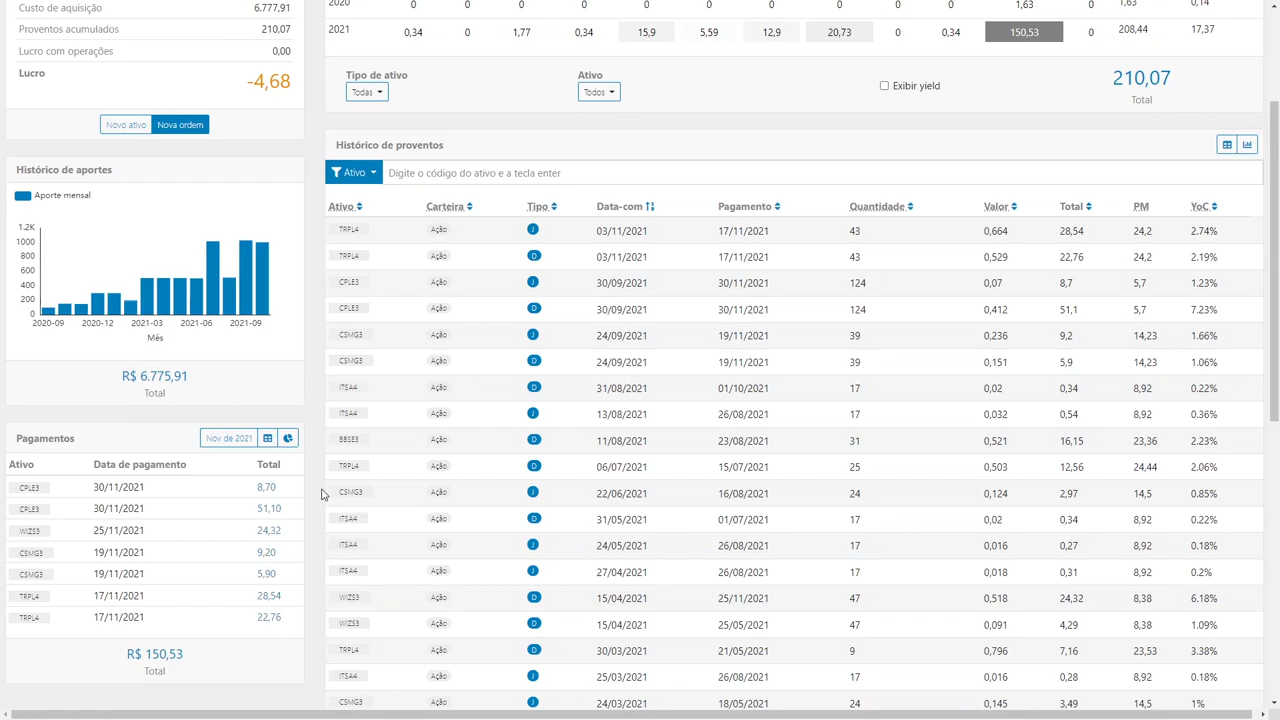 Custo de aquisição 6.777,91
Proventos acumulados 210,07
Lucro com operações 0,00
Lucro -4,68
Novo ativo Nova ordem
Histórico de aportes
Aporte mensal
1.2K
1000
800
600
400
200
0
2020-09 2020-12 2021-03 2021-06 2021-09
Mês
R$ 6.775,91
Total
Pagamentos Nov de 2021
Ativo Data de pagamento Total
CPLE3 30/11/2021 8,70
CPLE3 30/11/2021 51,10
WIZS3 25/11/2021 24,32
CSMG3 19/11/2021 9,20
CSMG3 19/11/2021 5,90
TRPL4 17/11/2021 28,54
TRPL4 17/11/2021 22,76
R$ 150,53
Total
2020 0 0 0 0 0 0 0 0 0 0 1,63 0 1,63 0,14
2021 0,34 0 1,77 0,34 15,9 5,59 12,9 20,73 0 0,34 150,53 0 208,44 17,37
Tipo de ativo Ativo
Todas Todos Exibir yield 210,07
Total
Histórico de proventos
Ativo Digite o código do ativo e a tecla enter
Ativo Carteira Tipo Data-com Pagamento Quantidade Valor Total PM YoC
TRPL4 Ação J 03/11/2021 17/11/2021 43 0,664 28,54 24,2 2.74%
TRPL4 Ação D 03/11/2021 17/11/2021 43 0,529 22,76 24,2 2.19%
CPLE3 Ação J 30/09/2021 30/11/2021 124 0,07 8,7 5,7 1.23%
CPLE3 Ação D 30/09/2021 30/11/2021 124 0,412 51,1 5,7 7.23%
CSMG3 Ação J 24/09/2021 19/11/2021 39 0,236 9,2 14,23 1.66%
CSMG3 Ação D 24/09/2021 19/11/2021 39 0,151 5,9 14,23 1.06%
ITSA4 Ação D 31/08/2021 01/10/2021 17 0,02 0,34 8,92 0.22%
ITSA4 Ação J 13/08/2021 26/08/2021 17 0,032 0,54 8,92 0.36%
BBSE3 Ação D 11/08/2021 23/08/2021 31 0,521 16,15 23,36 2.23%
TRPL4 Ação D 06/07/2021 15/07/2021 25 0,503 12,56 24,44 2.06%
CSMG3 Ação J 22/06/2021 16/08/2021 24 0,124 2,97 14,5 0.85%
ITSA4 Ação D 31/05/2021 01/07/2021 17 0,02 0,34 8,92 0.22%
ITSA4 Ação J 24/05/2021 26/08/2021 17 0,016 0,27 8,92 0.18%
ITSA4 Ação J 27/04/2021 26/08/2021 17 0,018 0,31 8,92 0.2%
WIZS3 Ação D 15/04/2021 25/11/2021 47 0,518 24,32 8,38 6.18%
WIZS3 Ação D 15/04/2021 25/05/2021 47 0,091 4,29 8,38 1.09%
TRPL4 Ação D 30/03/2021 21/05/2021 9 0,796 7,16 23,53 3.38%
ITSA4 Ação J 25/03/2021 26/08/2021 17 0,016 0,28 8,92 0.18%
CSMG3 Ação J 24/03/2021 18/05/2021 24 0,145 3,49 14,5 1%